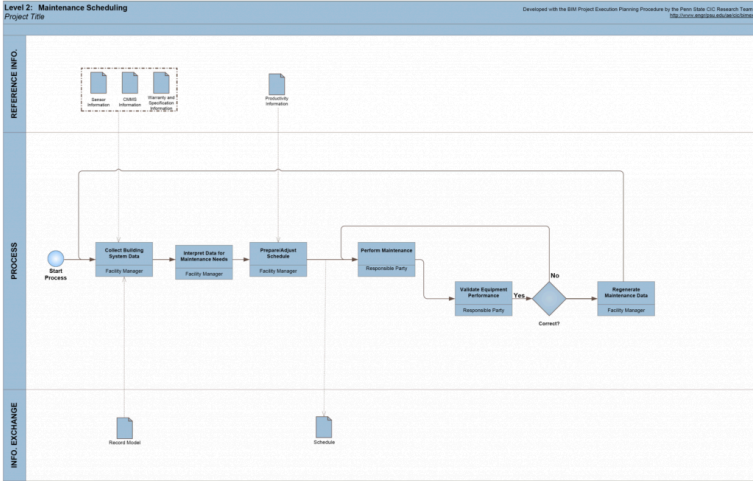 Level 2: Maintenance Scheduling
Project Title
Developed with the BIM Project Execution Planning Procedure by the Penn State CIC Research Team
REFERENCE INFO.
Sensor
Information
CMMS
Information
Warranty and
Specification
Information
Productivity
Information
PROCESS
Start
Process
Collect Building
System Data
Facility Manager
Interpret Data for
Maintenance Needs
Facility Manager
Prepare/Adjust
Schedule
Facility Manager
Perform Maintenance
Responsible Party
Validate Equipment
Performance
Responsible Party
Yes
No
Correct?
Regenerate
Maintenance Data
Facility Manager
INFO. EXCHANGE
Record Model
Schedule